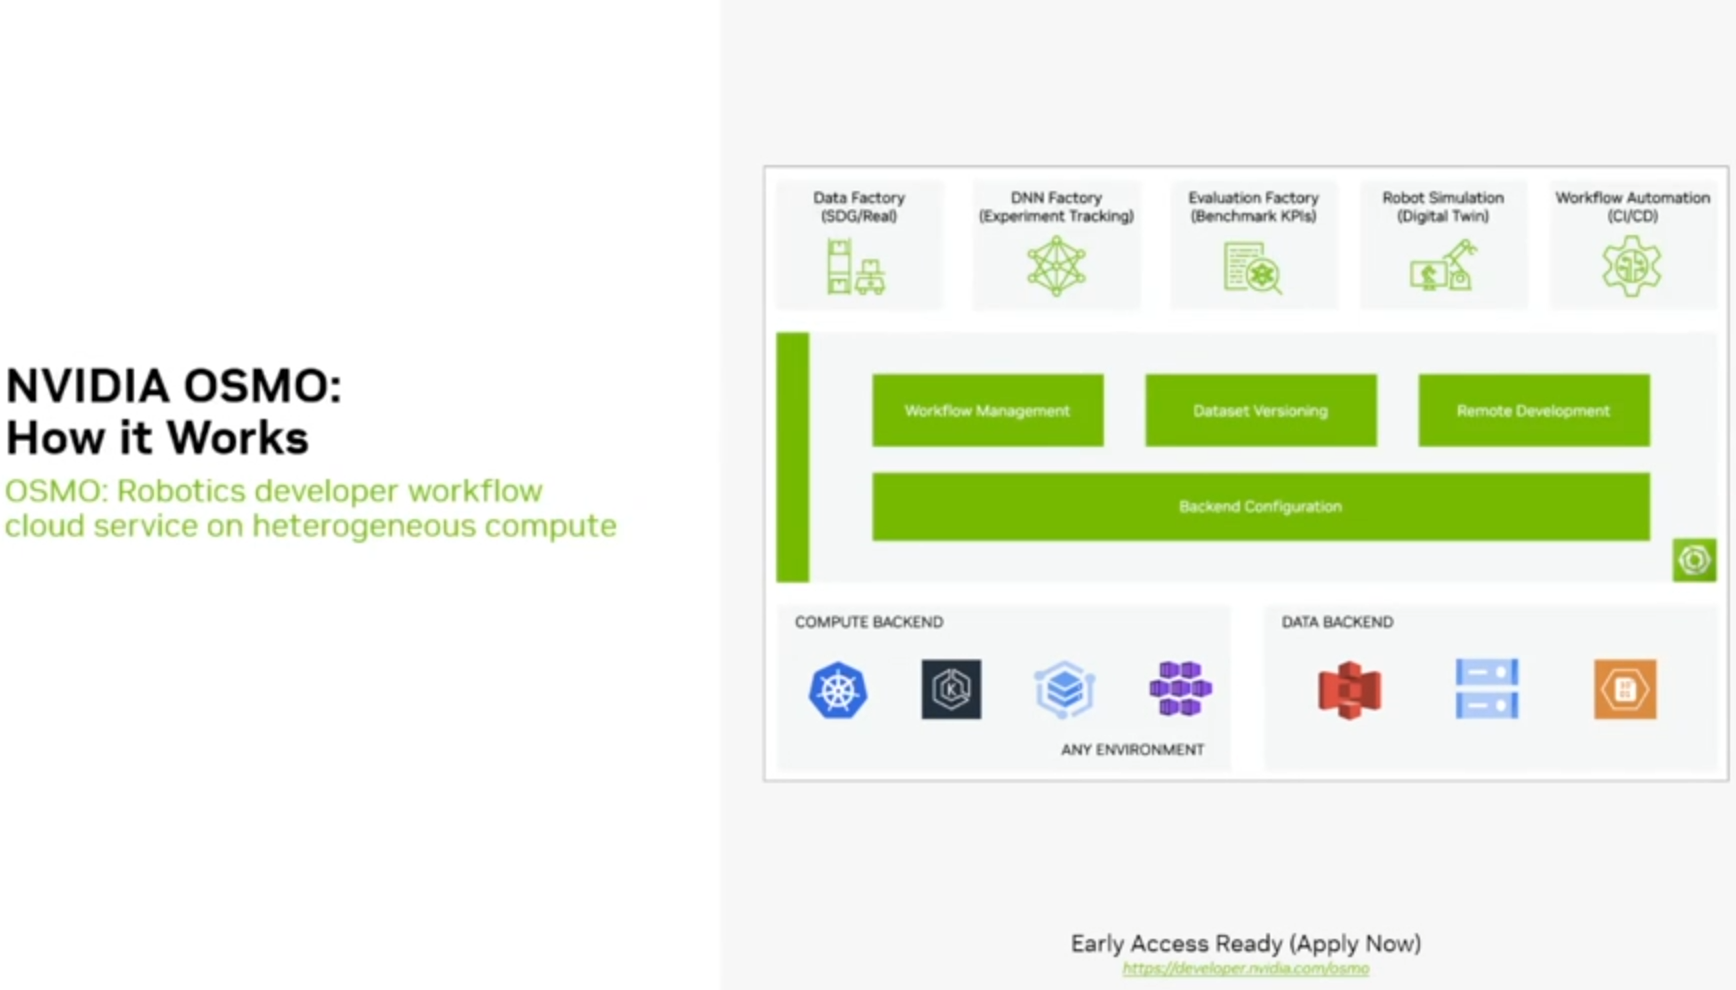 NVIDIA OSMO:
How it Works
OSMO: Robotics developer workflow
cloud service on heterogeneous compute
Data Factory
(SDG/Real)
DNN Factory
(Experiment Tracking)
Evaluation Factory
(Benchmark KPIs)
Robot Simulation
(Digital Twin)
Workflow Automation
(CI/CD)
Workflow Management
Dataset Versioning
Remote Development
Backend Configuration
COMPUTE BACKEND
K
ANY ENVIRONMENT
DATA BACKEND
Early Access Ready (Apply Now)
https://developer.nvidia.com/osmo